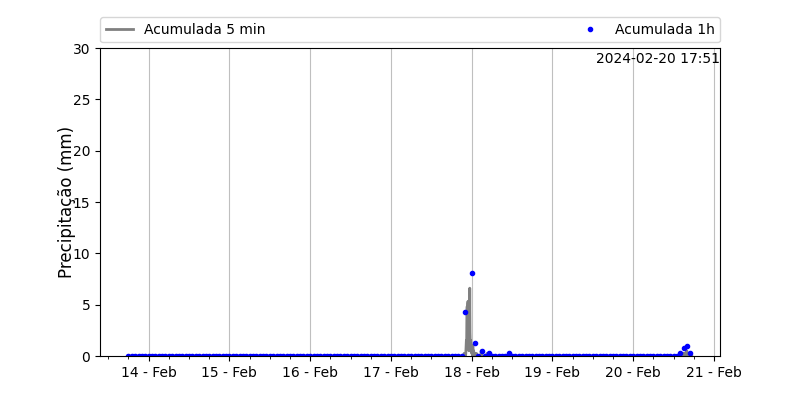 Acumulada 5 min
Acumulada 1h
2024-02-20 17:51
Precipitação (mm)
30
25
20
15
10
5
0
14 - Feb
15 - Feb
16 - Feb
17 - Feb
18 - Feb
19 - Feb
20 - Feb
21 - Feb